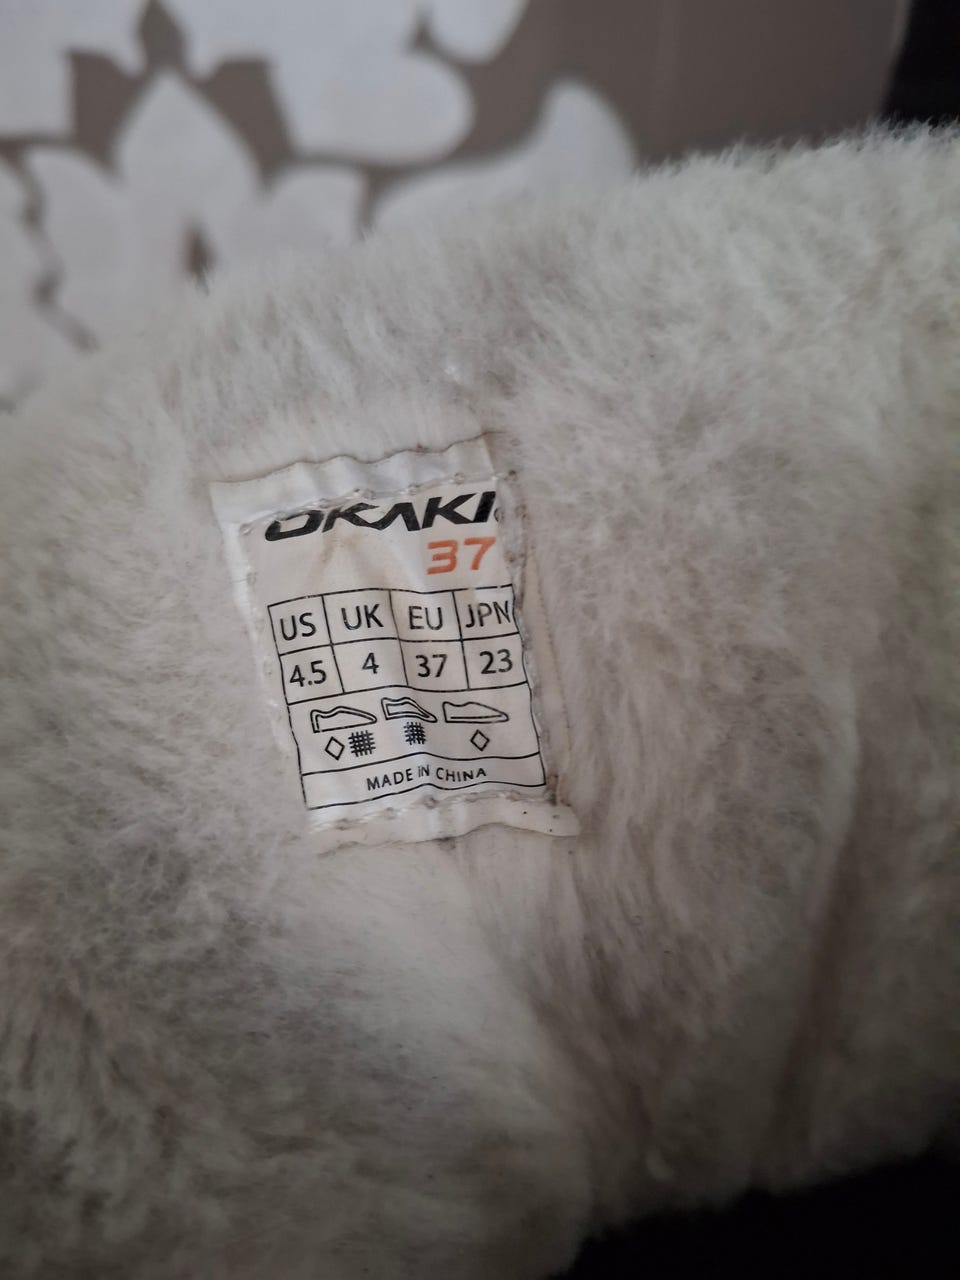 OKAKI
37
US UK EU JPN
4.5 4 37 23
MADE IN CHINA